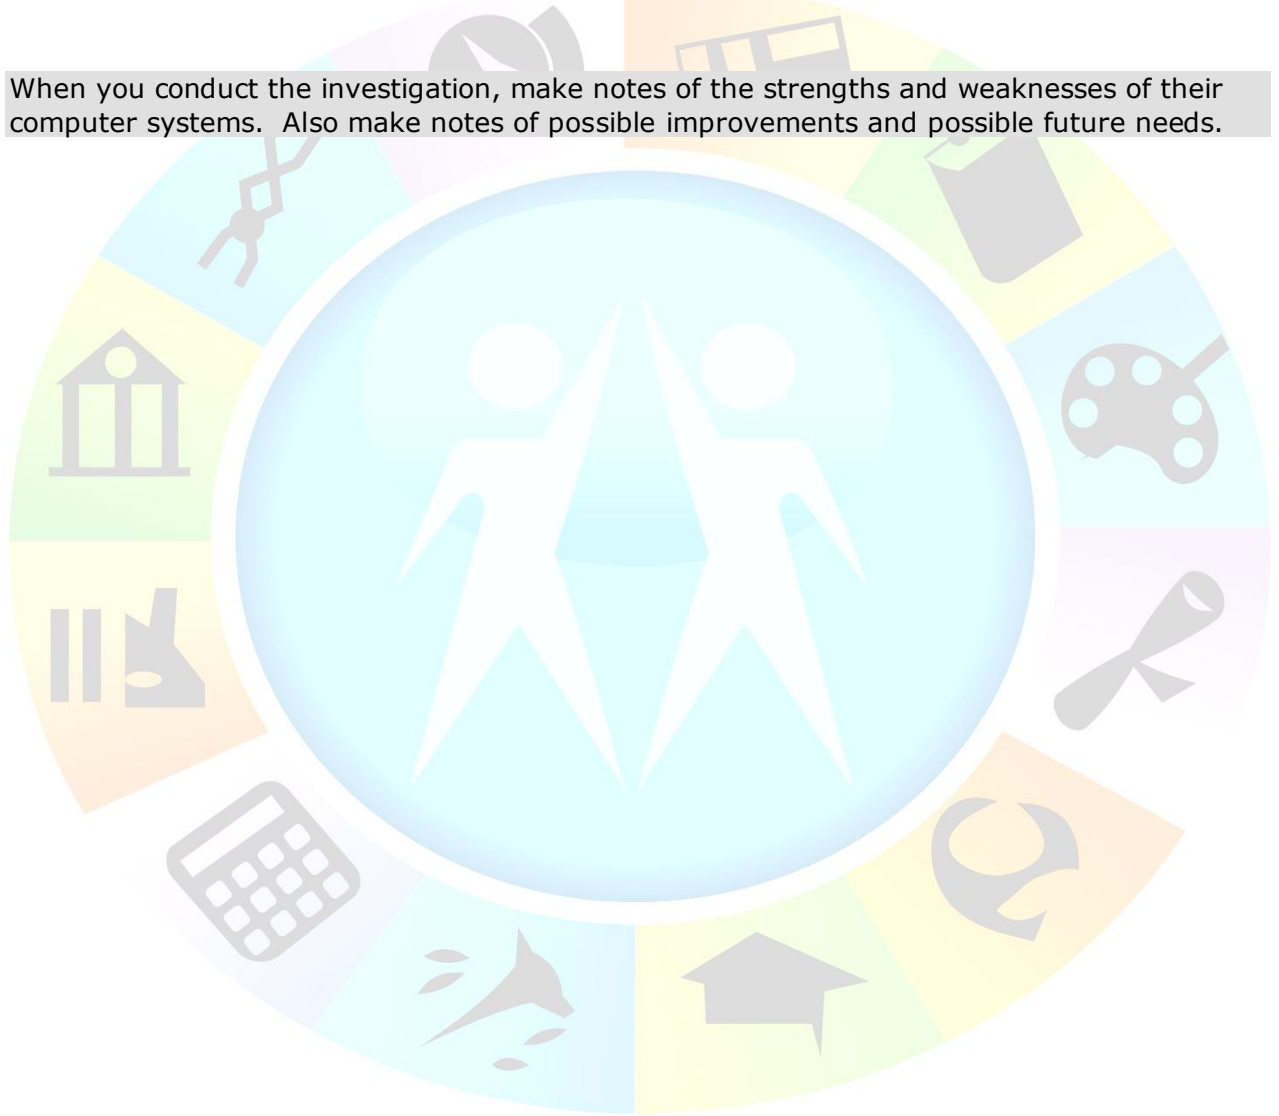 When you conduct the investigation, make notes of the strengths and weaknesses of their
computer systems.  Also make notes of possible improvements and possible future needs.